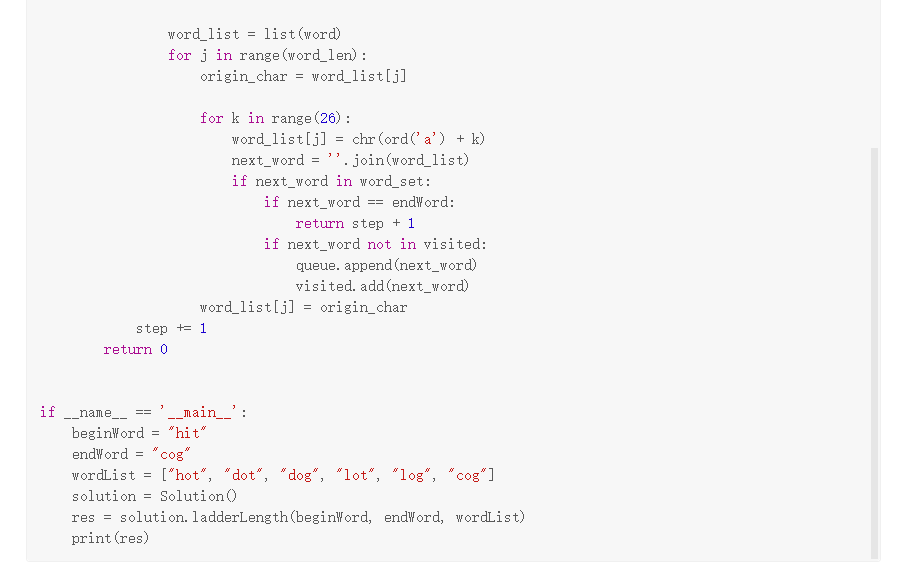 word_list = list(word)
for j in range(word_len):
origin_char = word_list[j]
for k in range(26):
word_list[j] = chr(ord('a') + k)
next_word = ''.join(word_list)
if next_word in word_set:
if next_word == endWord:
return step + 1
if next_word not in visited:
queue.append(next_word)
visited.add(next_word)
word_list[j] = origin_char
step += 1
return 0
if __name__ == '__main__':
beginWord = "hit"
endWord = "cog"
wordList = ["hot", "dot", "dog", "lot", "log", "cog"]
solution = Solution()
res = solution.ladderLength(beginWord, endWord, wordList)
print(res)